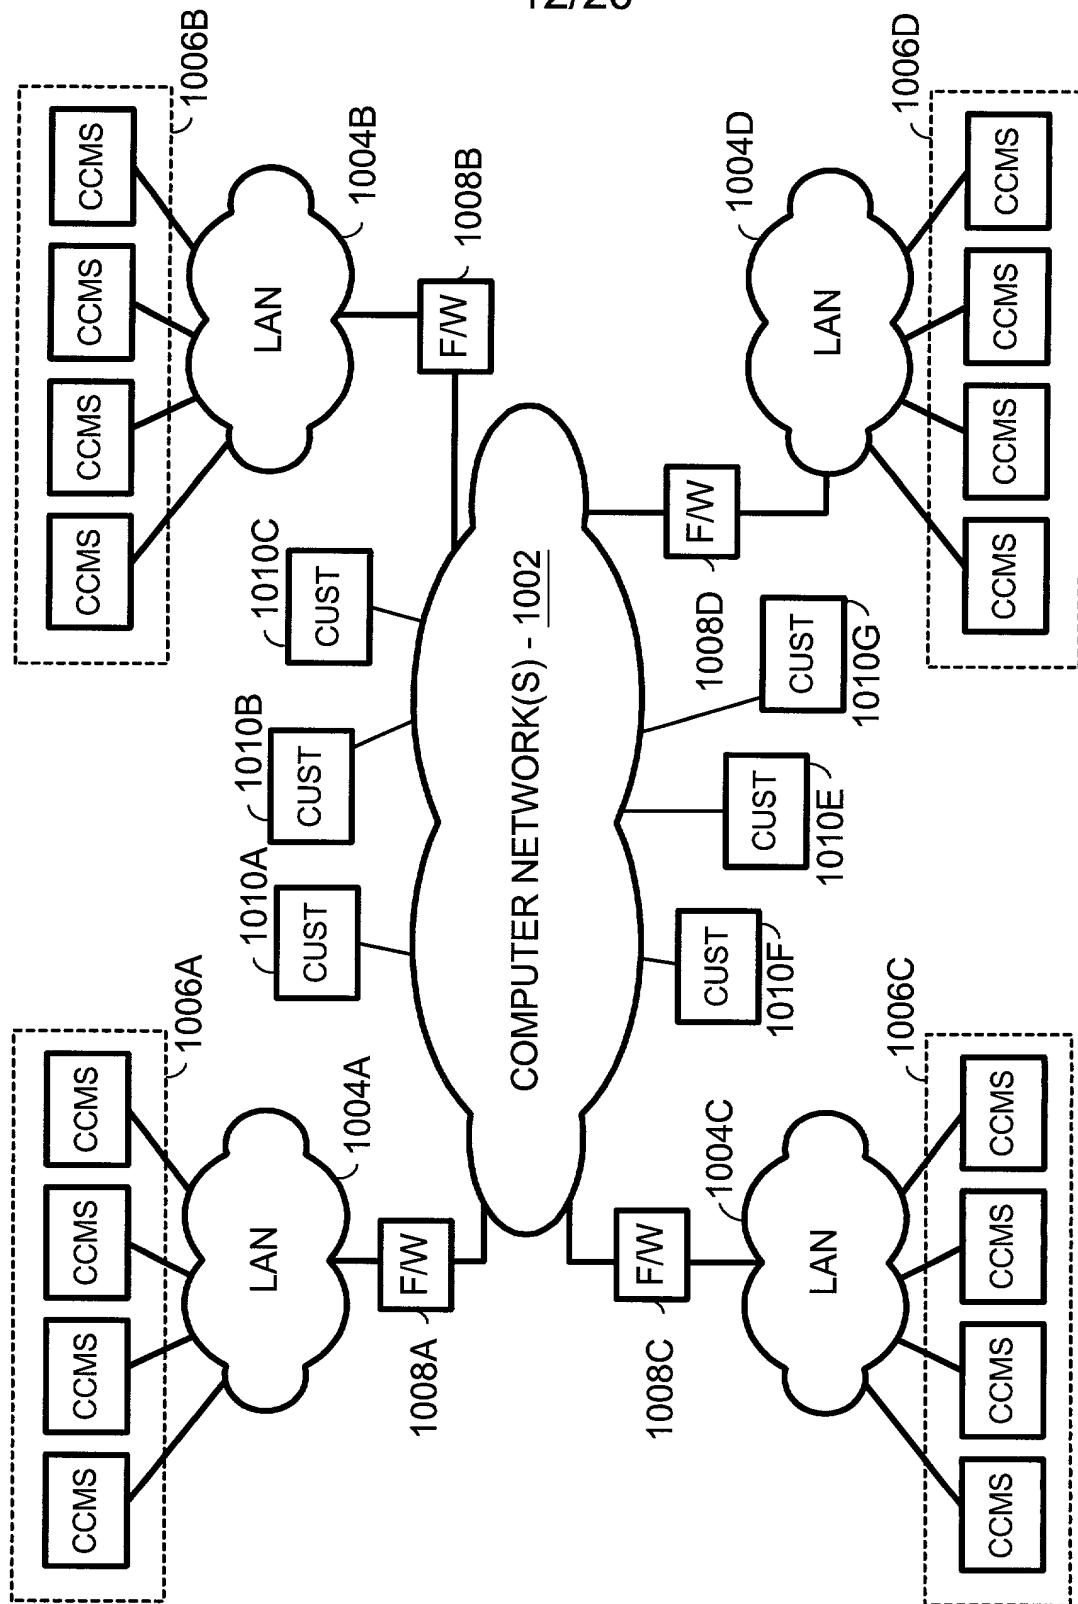 12/26
CCMS CCMS CCMS CCMS
1006A
CCMS CCMS CCMS CCMS
1006B
LAN
1004A
LAN
1004B
1010A
1010B
1010C
CUST
CUST
CUST
F/W
1008A
F/W
1008B
COMPUTER NETWORK(S) - 1002
F/W
1008C
F/W
1008D
CUST
1010F
CUST
1010E
CUST
1010G
LAN
1004C
LAN
1004D
1006C
CCMS CCMS CCMS CCMS
1006D
CCMS CCMS CCMS CCMS